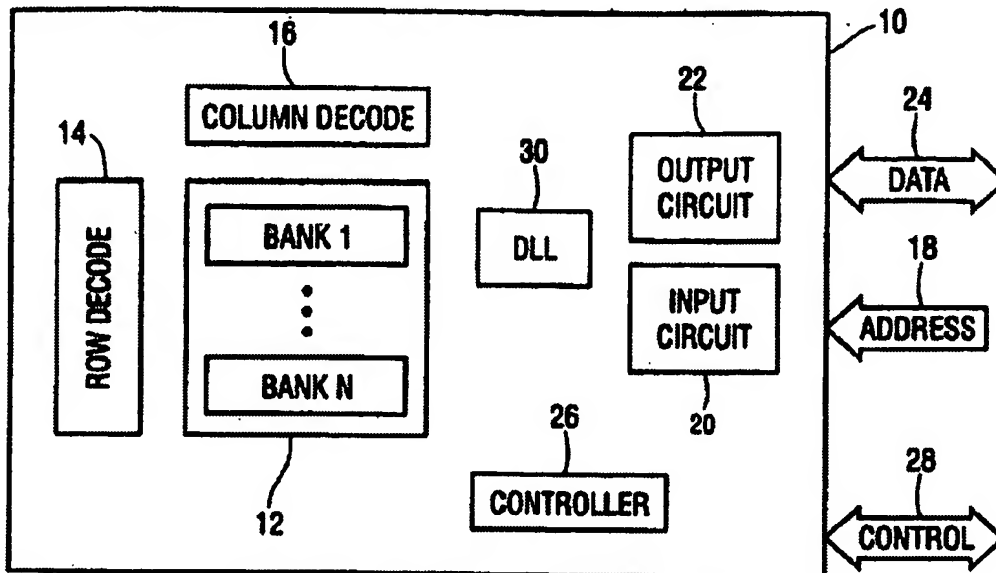 10
16
COLUMN DECODE
14
ROW DECODE
BANK 1
BANK N
12
30
DLL
22
OUTPUT
CIRCUIT
INPUT
CIRCUIT
20
26
CONTROLLER
24
DATA
18
ADDRESS
28
CONTROL